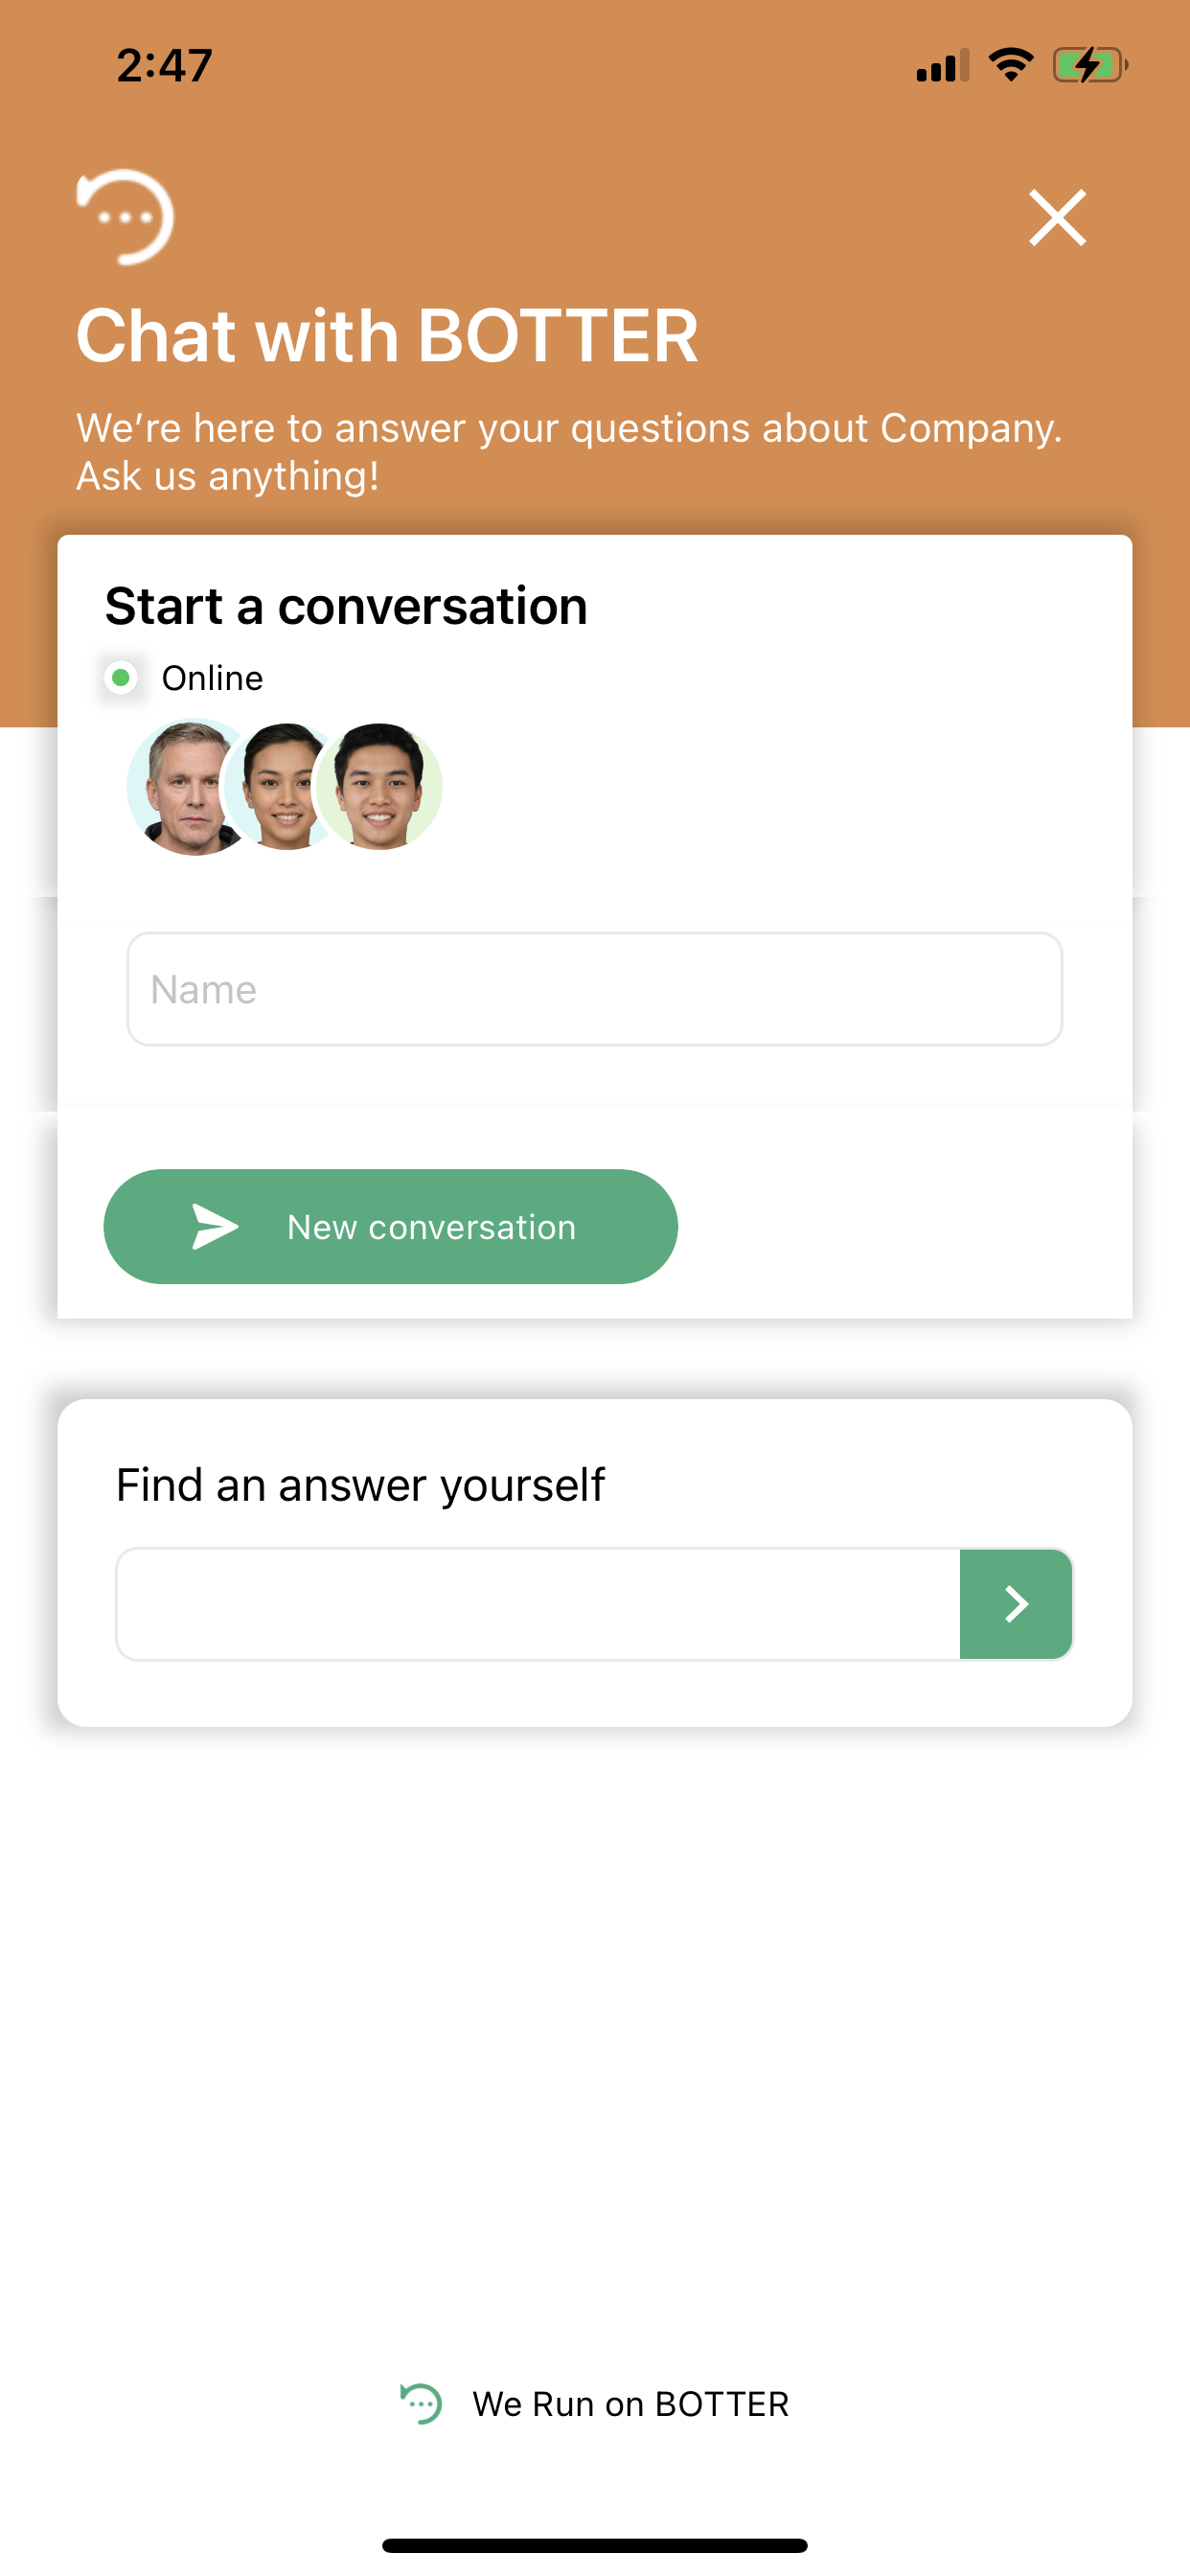 2:47
Chat with BOTTER
We’re here to answer your questions about Company.
Ask us anything!
Start a conversation
Online
Name
New conversation
Find an answer yourself
We Run on BOTTER